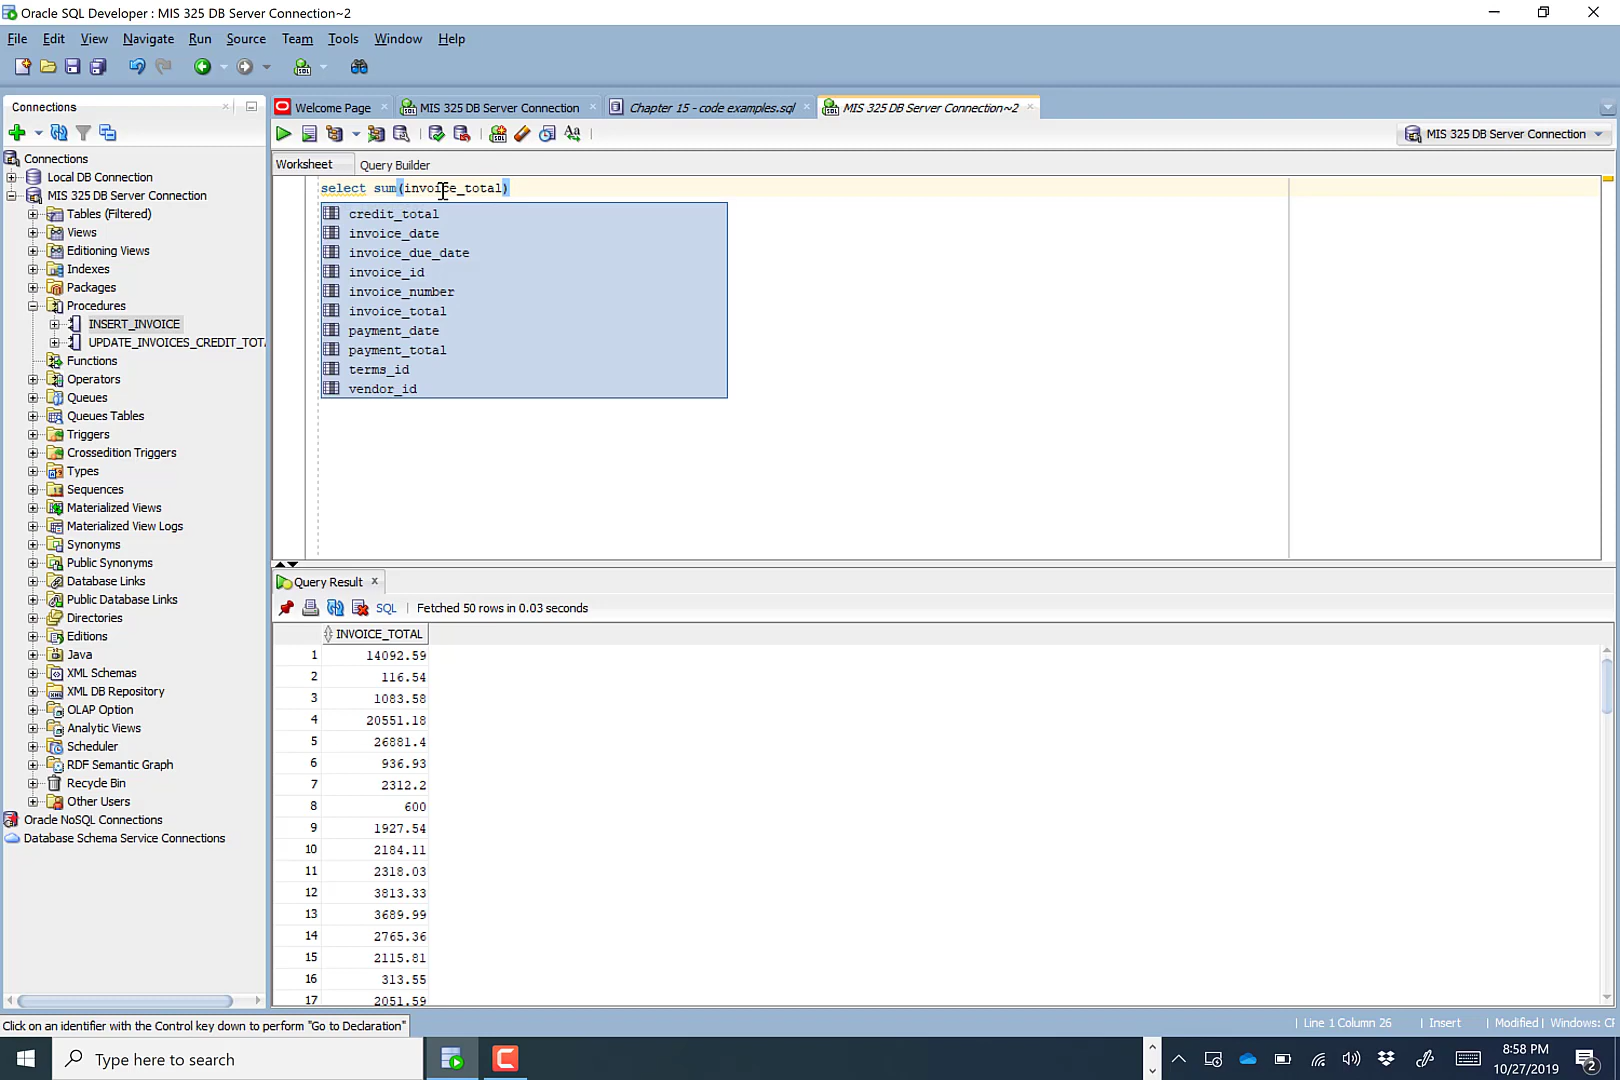 Oracle SQL Developer : MIS 325 DB Server Connection~2
File Edit View Navigate Run Source Team Tools Window Help
Connections
Welcome Page
MIS 325 DB Server Connection
Chapter 15 - code examples.sql
MIS 325 DB Server Connection~2
MIS 325 DB Server Connection
Worksheet Query Builder
Connections
Local DB Connection
MIS 325 DB Server Connection
Tables (Filtered)
Views
Editioning Views
Indexes
Packages
Procedures
INSERT_INVOICE
UPDATE_INVOICES_CREDIT_TOT
Functions
Operators
Queues
Queues Tables
Triggers
Crossedition Triggers
Types
Sequences
Materialized Views
Materialized View Logs
Synonyms
Public Synonyms
Database Links
Public Database Links
Directories
Editions
Java
XML Schemas
XML DB Repository
OLAP Option
Analytic Views
Scheduler
RDF Semantic Graph
Recycle Bin
Other Users
Oracle NoSQL Connections
Database Schema Service Connections
select sum(invoice_total)
credit_total
invoice_date
invoice_due_date
invoice_id
invoice_number
invoice_total
payment_date
payment_total
terms_id
vendor_id
Query Result
SQL | Fetched 50 rows in 0.03 seconds
INVOICE_TOTAL
1 14092.59
2 116.54
3 1083.58
4 20551.18
5 26881.4
6 936.93
7 2312.2
8 600
9 1927.54
10 2184.11
11 2318.03
12 3813.33
13 3689.99
14 2765.36
15 2115.81
16 313.55
17 2051.59
Click on an identifier with the Control key down to perform "Go to Declaration"
Line 1 Column 26 | Insert | Modified | Windows:
Type here to search
8:58 PM
10/27/2019
2